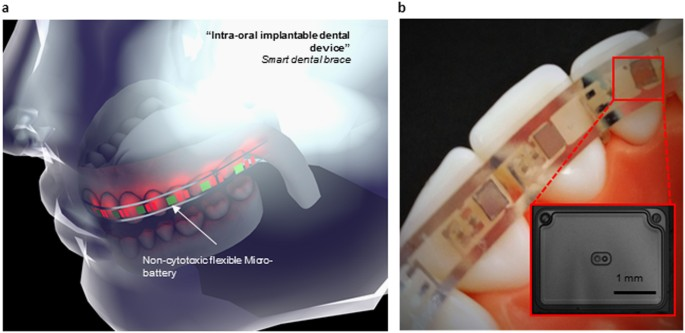 a
“Intra-oral implantable dental
device”
Smart dental brace
Non-cytotoxic flexible Micro-
battery
b
1 mm